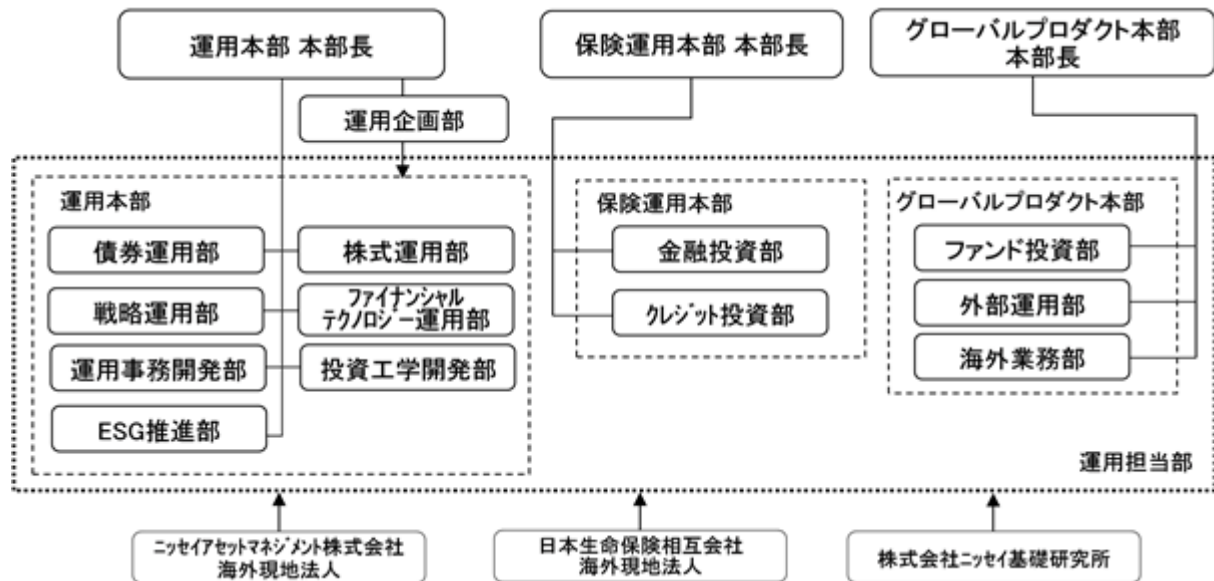 運用本部 本部長
保険運用本部 本部長
グローバルプロダクト本部
本部長
運用企画部
運用本部
債券運用部
株式運用部
戦略運用部
ファイナンシャル
テクノロジー運用部
運用事務開発部
投資工学開発部
ESG推進部
保険運用本部
金融投資部
クレジット投資部
グローバルプロダクト本部
ファンド投資部
外部運用部
海外業務部
運用担当部
ニッセイアセットマネジメント株式会社
海外現地法人
日本生命保険相互会社
海外現地法人
株式会社ニッセイ基礎研究所